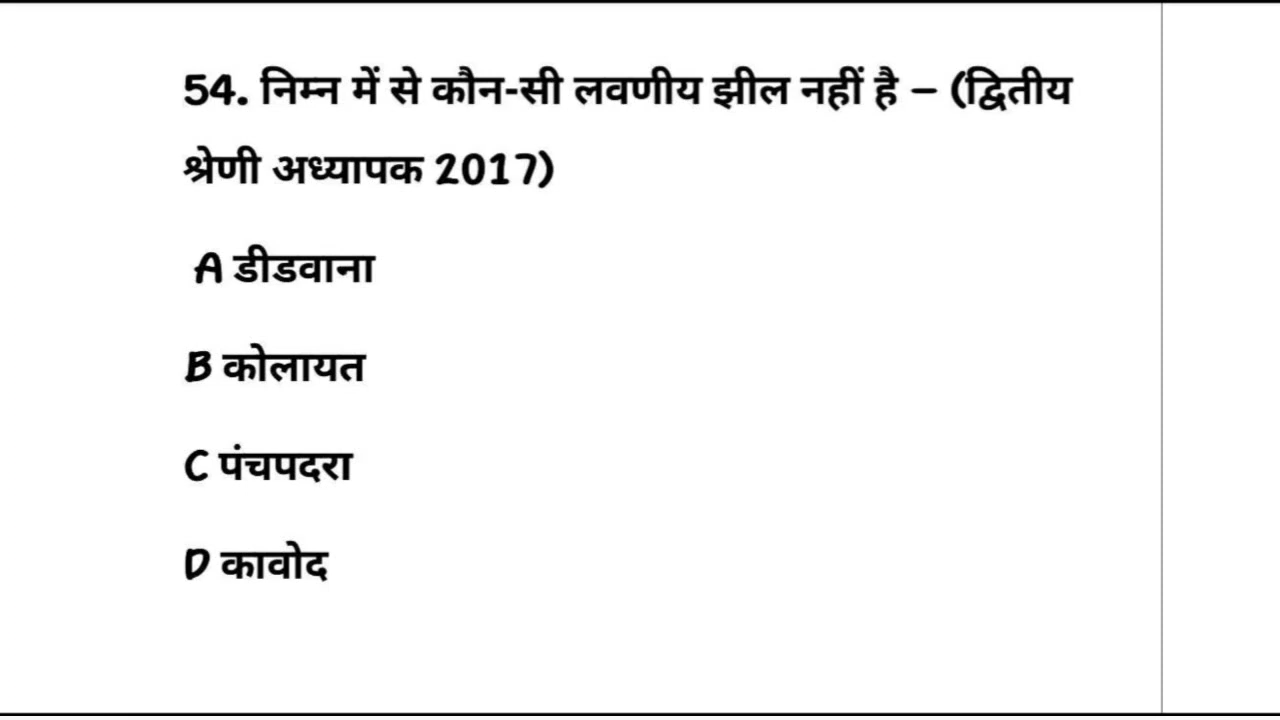 54. निम्न में से कौन-सी लवणीय झील नहीं है – (द्वितीय
श्रेणी अध्यापक 2017)
A डीडवाना
B कोलायत
C पंचपदरा
D कावोद